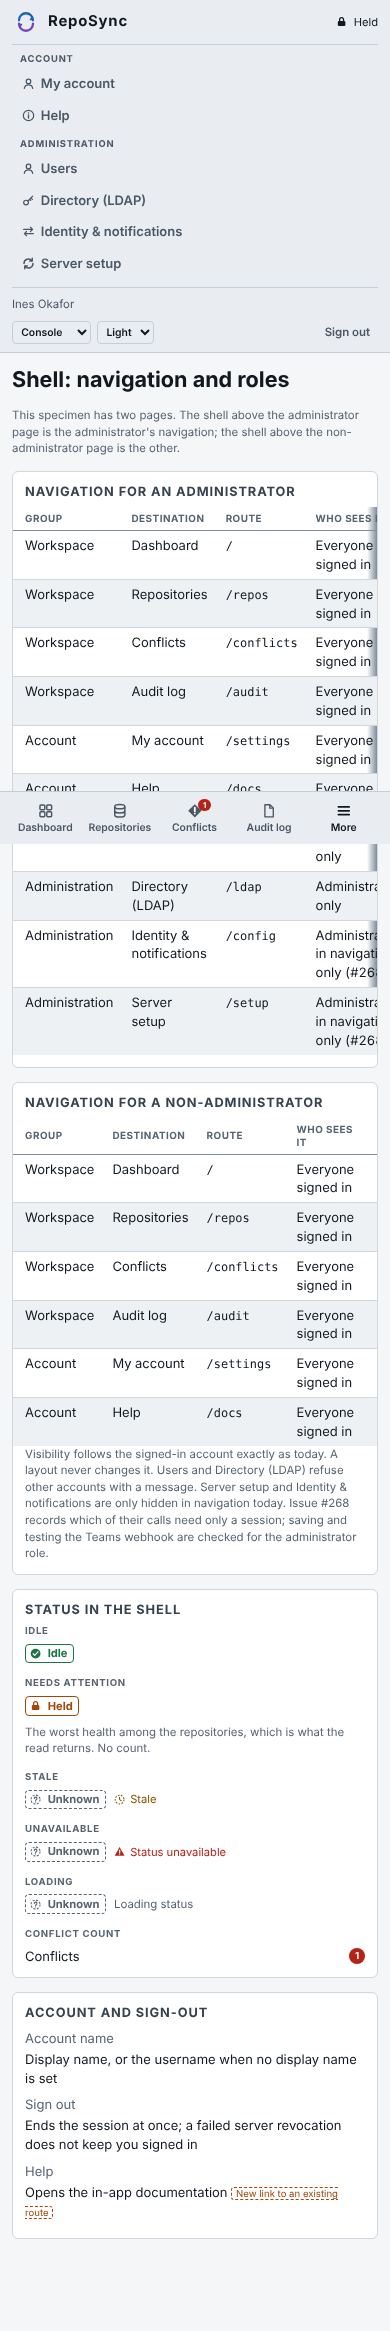 RepoSync
Held
ACCOUNT
My account
Help
ADMINISTRATION
Users
Directory (LDAP)
Identity & notifications
Server setup
Ines Okafor
Console
Light
Sign out
Shell: navigation and roles
This specimen has two pages. The shell above the administrator
page is the administrator's navigation; the shell above the non-
administrator page is the other.
NAVIGATION FOR AN ADMINISTRATOR
GROUP DESTINATION ROUTE WHO SEES
Workspace Dashboard / Everyone
signed in
Workspace Repositories /repos Everyone
signed in
Workspace Conflicts /conflicts Everyone
signed in
Workspace Audit log /audit Everyone
signed in
Account My account /settings Everyone
signed in
Account Help /docs Everyone
Dashboard Repositories Conflicts 1 Audit log More
only
Administration Directory /ldap
(LDAP) only
Administration Identity & /config
notifications in
only
Administration Server /setup
setup in
only
NAVIGATION FOR A NON-ADMINISTRATOR
GROUP DESTINATION ROUTE WHO SEES
IT
Workspace Dashboard / Everyone
signed in
Workspace Repositories /repos Everyone
signed in
Workspace Conflicts /conflicts Everyone
signed in
Workspace Audit log /audit Everyone
signed in
Account My account /settings Everyone
signed in
Account Help /docs Everyone
signed in
Visibility follows the signed-in account exactly as today. A
layout never changes it. Users and Directory (LDAP) refuse
other accounts with a message. Server setup and Identity &
notifications are only hidden in navigation today. Issue #268
records which of their calls need only a session; saving and
testing the Teams webhook are checked for the administrator
role.
STATUS IN THE SHELL
IDLE
Idle
NEEDS ATTENTION
Held
The worst health among the repositories, which is what the
read returns. No count.
STALE
Unknown Stale
UNAVAILABLE
Unknown Status unavailable
LOADING
Unknown Loading status
CONFLICT COUNT
Conflicts 1
ACCOUNT AND SIGN-OUT
Account name
Display name, or the username when no display name
is set
Sign out
Ends the session at once; a failed server revocation
does not keep you signed in
Help
Opens the in-app documentation New link to an existing
route